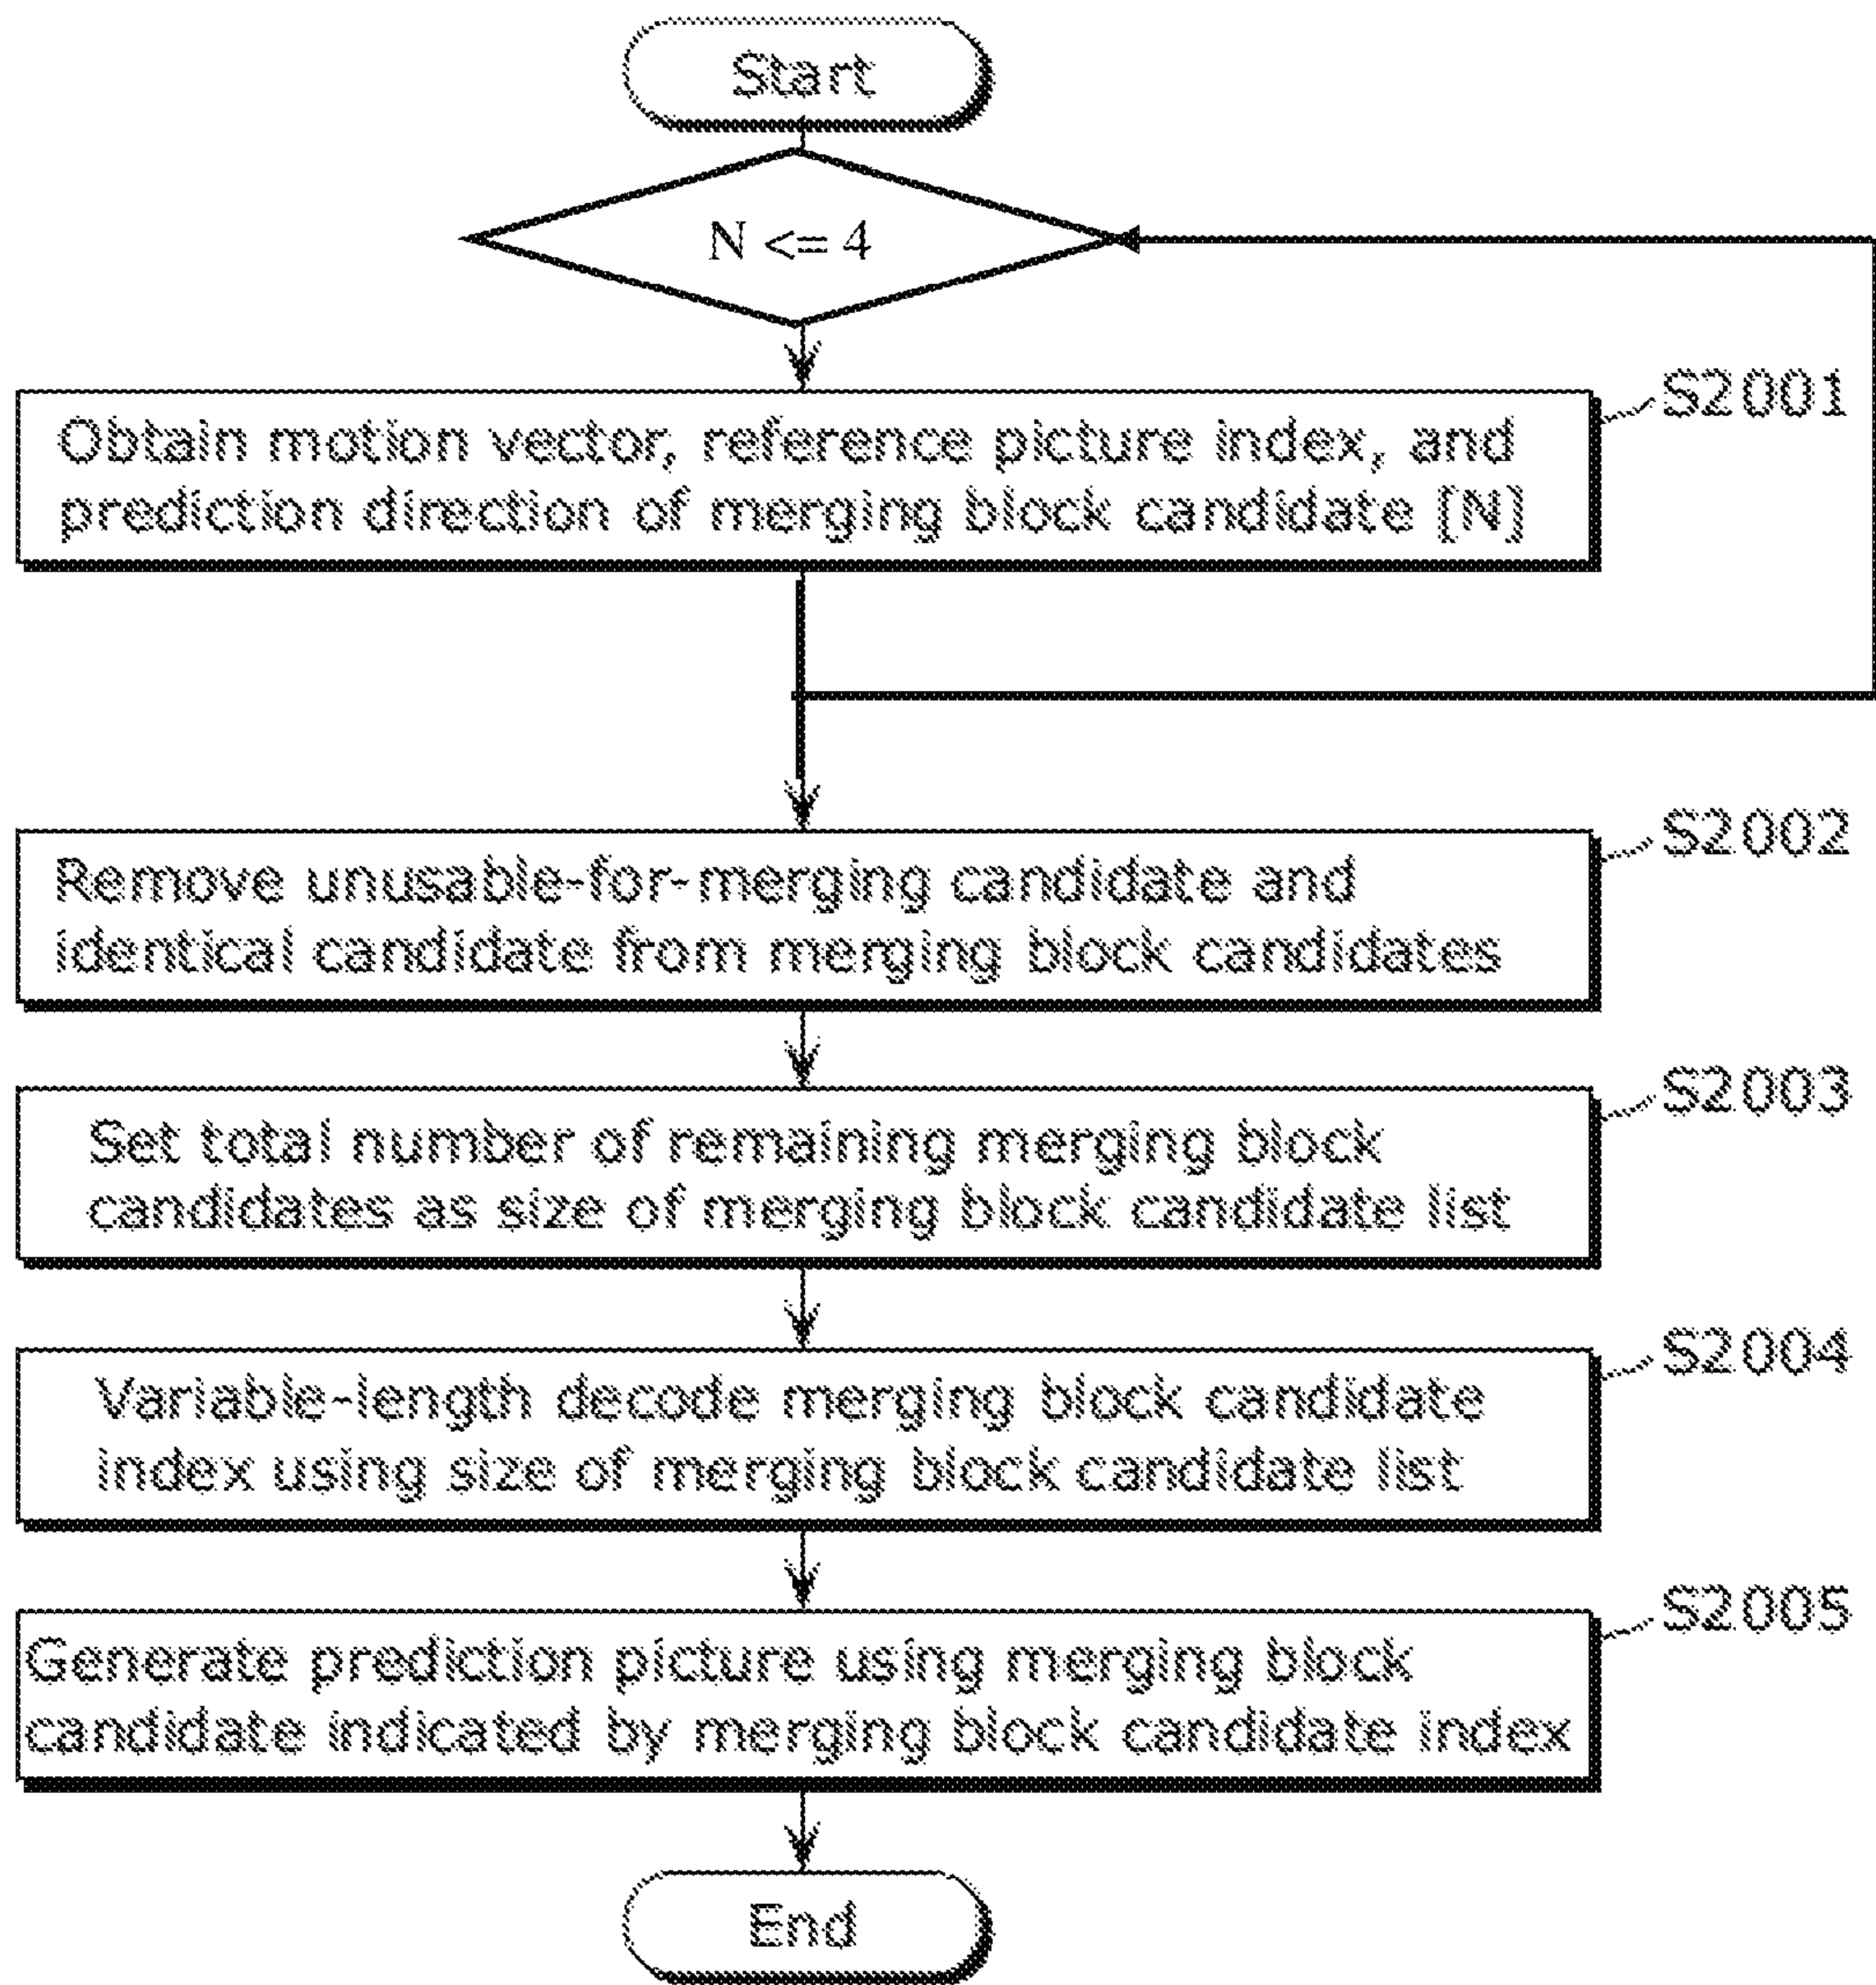 Start
N <= 4
S2001
Obtain motion vector, reference picture index, and
prediction direction of merging block candidate [N]
S2002
Remove unusable-for-merging candidate and
identical candidate from merging block candidates
S2003
Set total number of remaining merging block
candidates as size of merging block candidate list
S2004
Variable-length decode merging block candidate
index using size of merging block candidate list
S2005
Generate prediction picture using merging block
candidate indicated by merging block candidate index
End